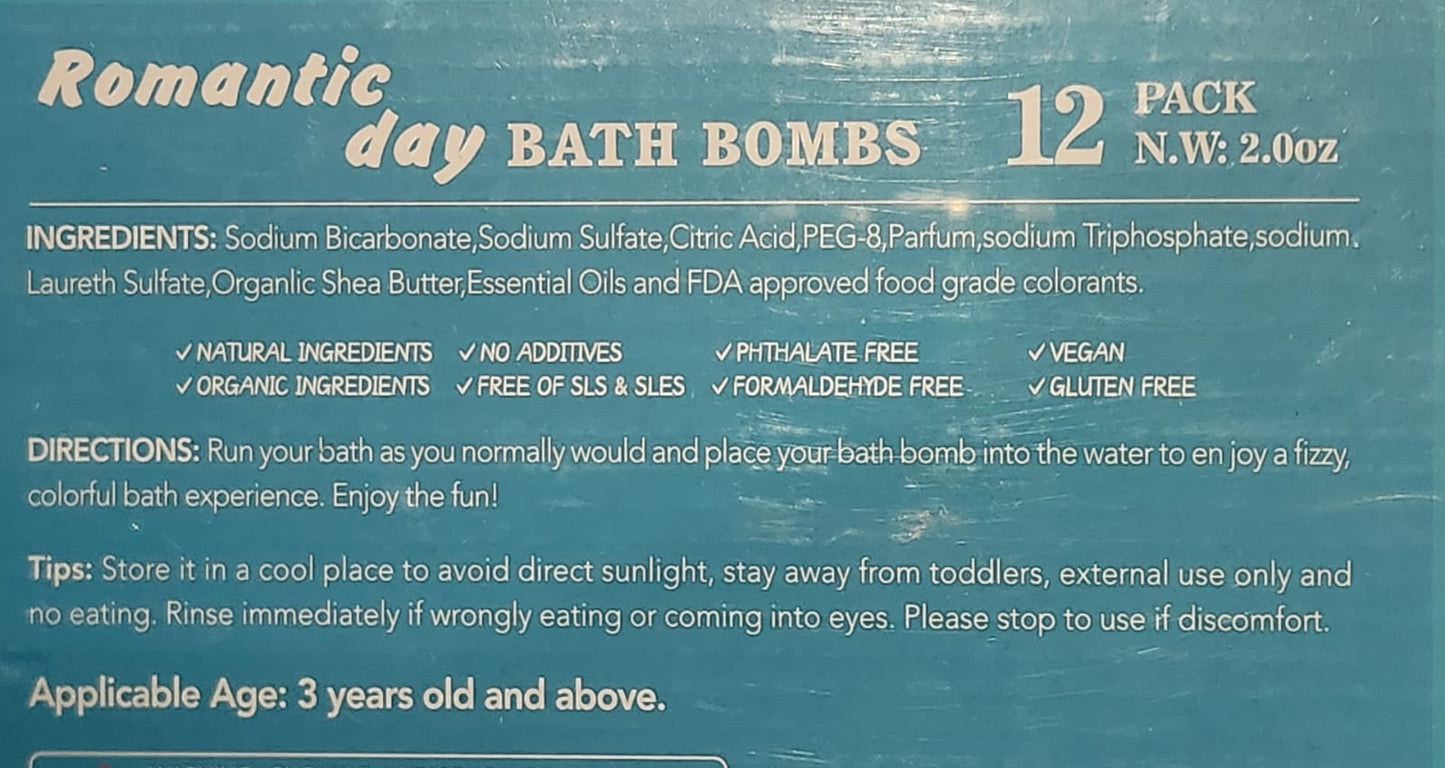 Romantic
day BATH BOMBS
12 PACK
N.W: 2.0oz
INGREDIENTS: Sodium Bicarbonate,Sodium Sulfate,Citric Acid,PEG-8,Parfum,sodium Triphosphate,sodium.
Laureth Sulfate,Organlic Shea Butter,Essential Oils and FDA approved food grade colorants.
✓NATURAL INGREDIENTS ✓NO ADDITIVES ✓PHTHALATE FREE ✓VEGAN
✓ORGANIC INGREDIENTS ✓FREE OF SLS & SLES ✓FORMALDEHYDE FREE ✓GLUTEN FREE
DIRECTIONS: Run your bath as you normally would and place your bath bomb into the water to en joy a fizzy,
colorful bath experience. Enjoy the fun!
Tips: Store it in a cool place to avoid direct sunlight, stay away from toddlers, external use only and
no eating. Rinse immediately if wrongly eating or coming into eyes. Please stop to use if discomfort.
Applicable Age: 3 years old and above.